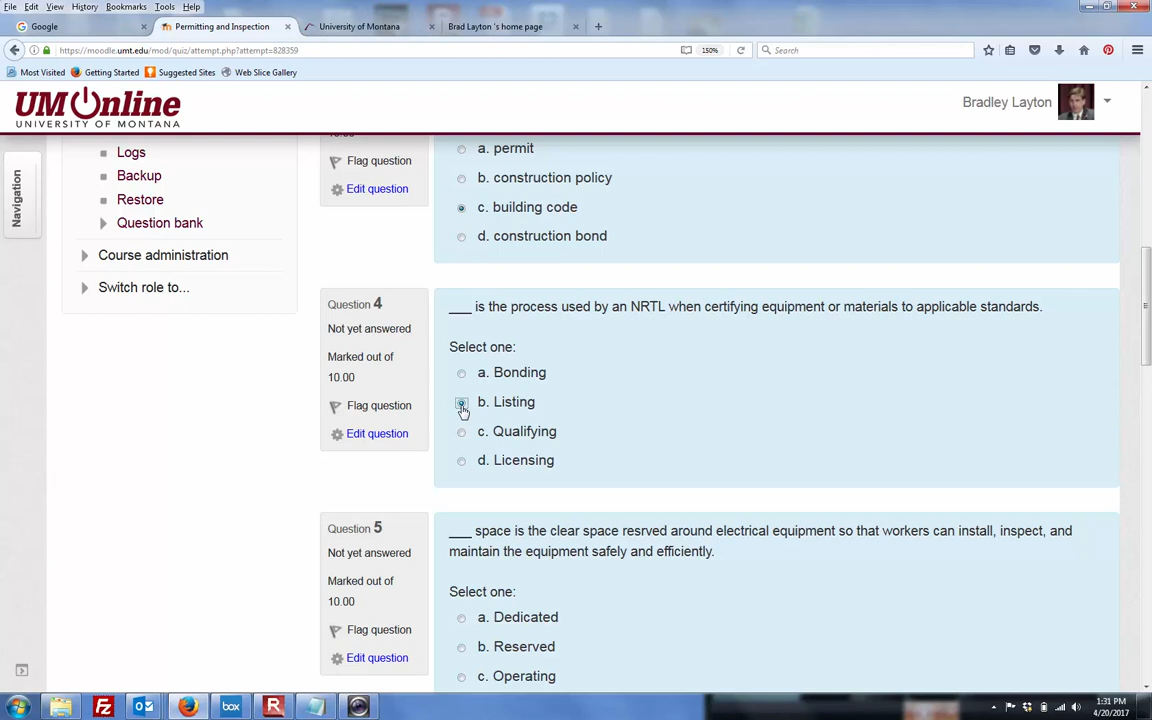 File Edit View History Bookmarks Tools Help
Google
Permitting and Inspection
University of Montana
Brad Layton 's home page
https://moodle.umt.edu/mod/quiz/attempt.php?attempt=828359
150%
Search
Most Visited Getting Started Suggested Sites Web Slice Gallery
UM Online
UNIVERSITY OF MONTANA
Bradley Layton
Navigation
Logs
Backup
Restore
Question bank
Course administration
Switch role to...
Flag question
Edit question
a. permit
b. construction policy
c. building code
d. construction bond
Question 4
Not yet answered
Marked out of
10.00
Flag question
Edit question
___ is the process used by an NRTL when certifying equipment or materials to applicable standards.
Select one:
a. Bonding
b. Listing
c. Qualifying
d. Licensing
Question 5
Not yet answered
Marked out of
10.00
Flag question
Edit question
___ space is the clear space resrved around electrical equipment so that workers can install, inspect, and
maintain the equipment safely and efficiently.
Select one:
a. Dedicated
b. Reserved
c. Operating
box
1:31 PM
4/20/2017